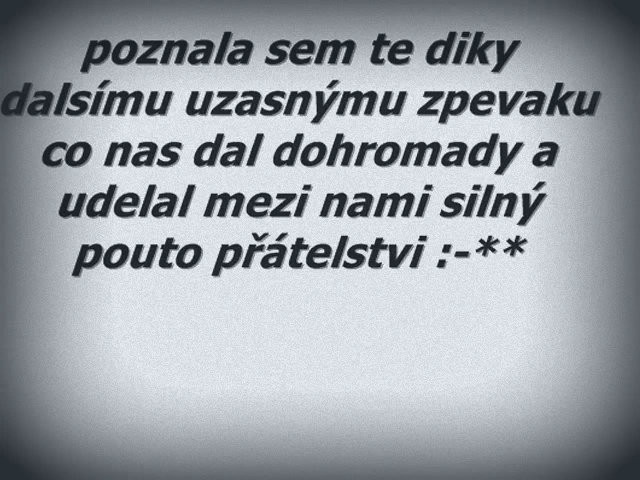 poznala sem te diky
dalsímu uzasnýmu zpevaku
co nas dal dohromady a
udelal mezi nami silný
pouto přátelstvi :-**